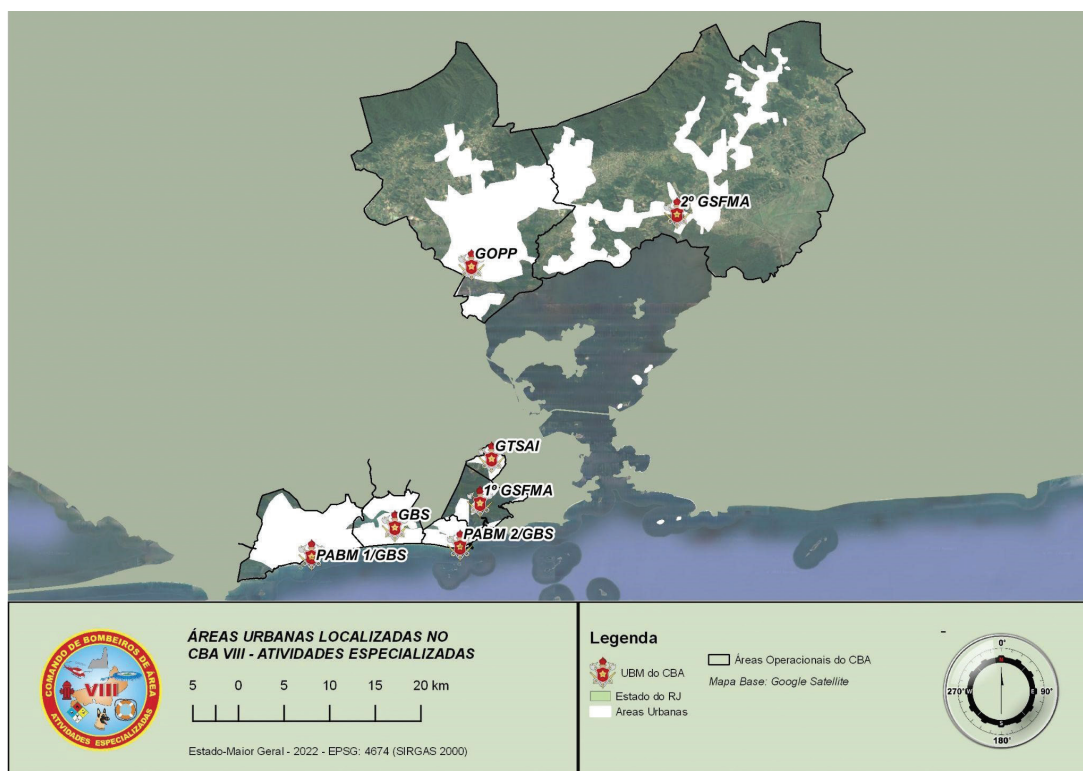 2º GSFMA
GOPP
GTSAI
1º GSFMA
GBS
PABM 2/GBS
PABM 1/GBS
COMANDO DE BOMBEIROS DE ÁREA
VIII
ATIVIDADES ESPECIALIZADAS
ÁREAS URBANAS LOCALIZADAS NO
CBA VIII - ATIVIDADES ESPECIALIZADAS
5 0 5 10 15 20 km
Estado-Maior Geral - 2022 - EPSG: 4674 (SIRGAS 2000)
Legenda
UBM do CBA
Estado do RJ
Areas Urbanas
Áreas Operacionais do CBA
Mapa Base: Google Satellite
0°
270°
W
E
90°
S
180°